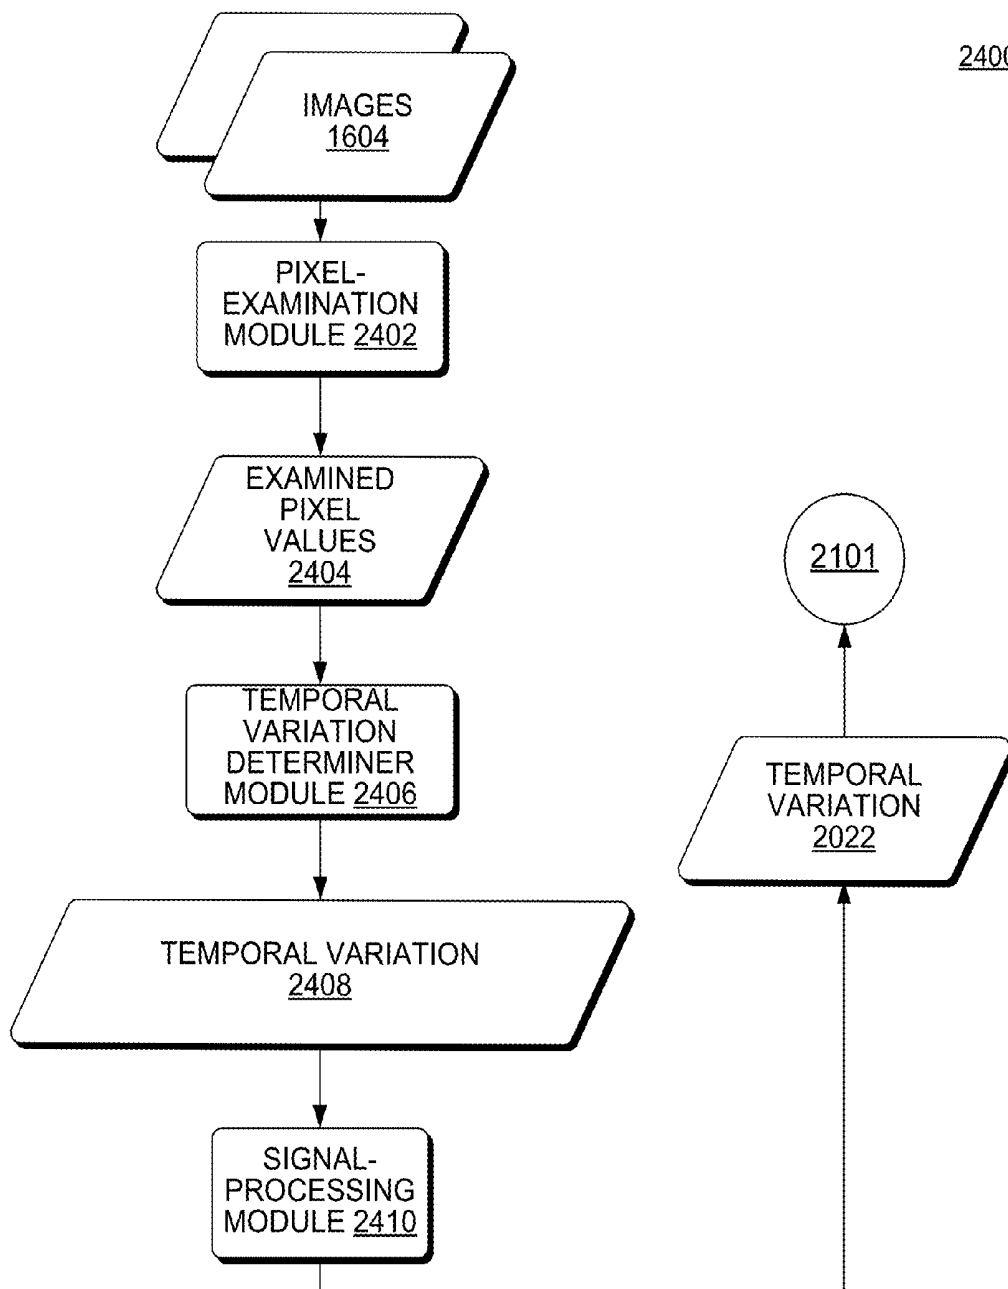 2400
IMAGES
1604
PIXEL-
EXAMINATION
MODULE 2402
EXAMINED
PIXEL
VALUES
2404
TEMPORAL
VARIATION
DETERMINER
MODULE 2406
TEMPORAL VARIATION
2408
SIGNAL-
PROCESSING
MODULE 2410
2101
TEMPORAL
VARIATION
2022